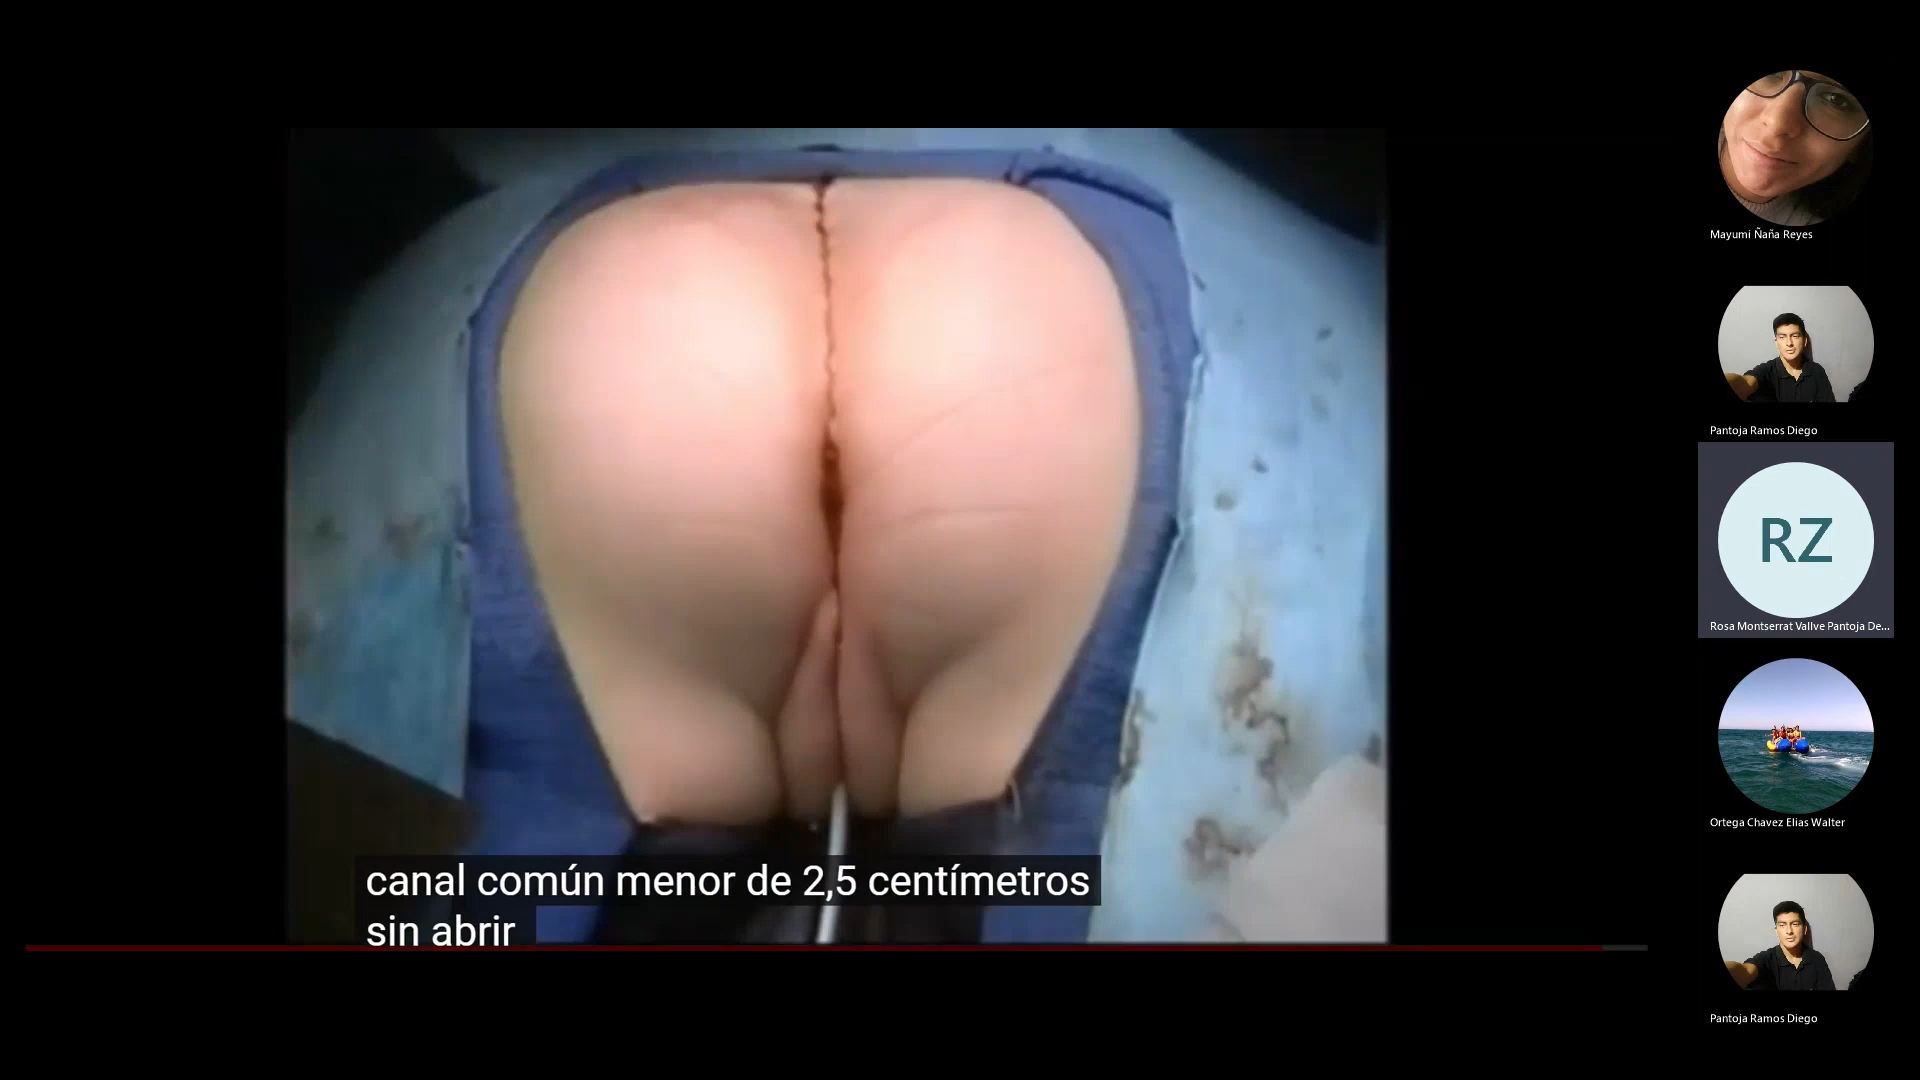 canal común menor de 2,5 centímetros
sin abrir
Mayumi Ñaña Reyes
Pantoja Ramos Diego
RZ
Rosa Montserrat Vallve Pantoja De...
Ortega Chavez Elias Walter
Pantoja Ramos Diego